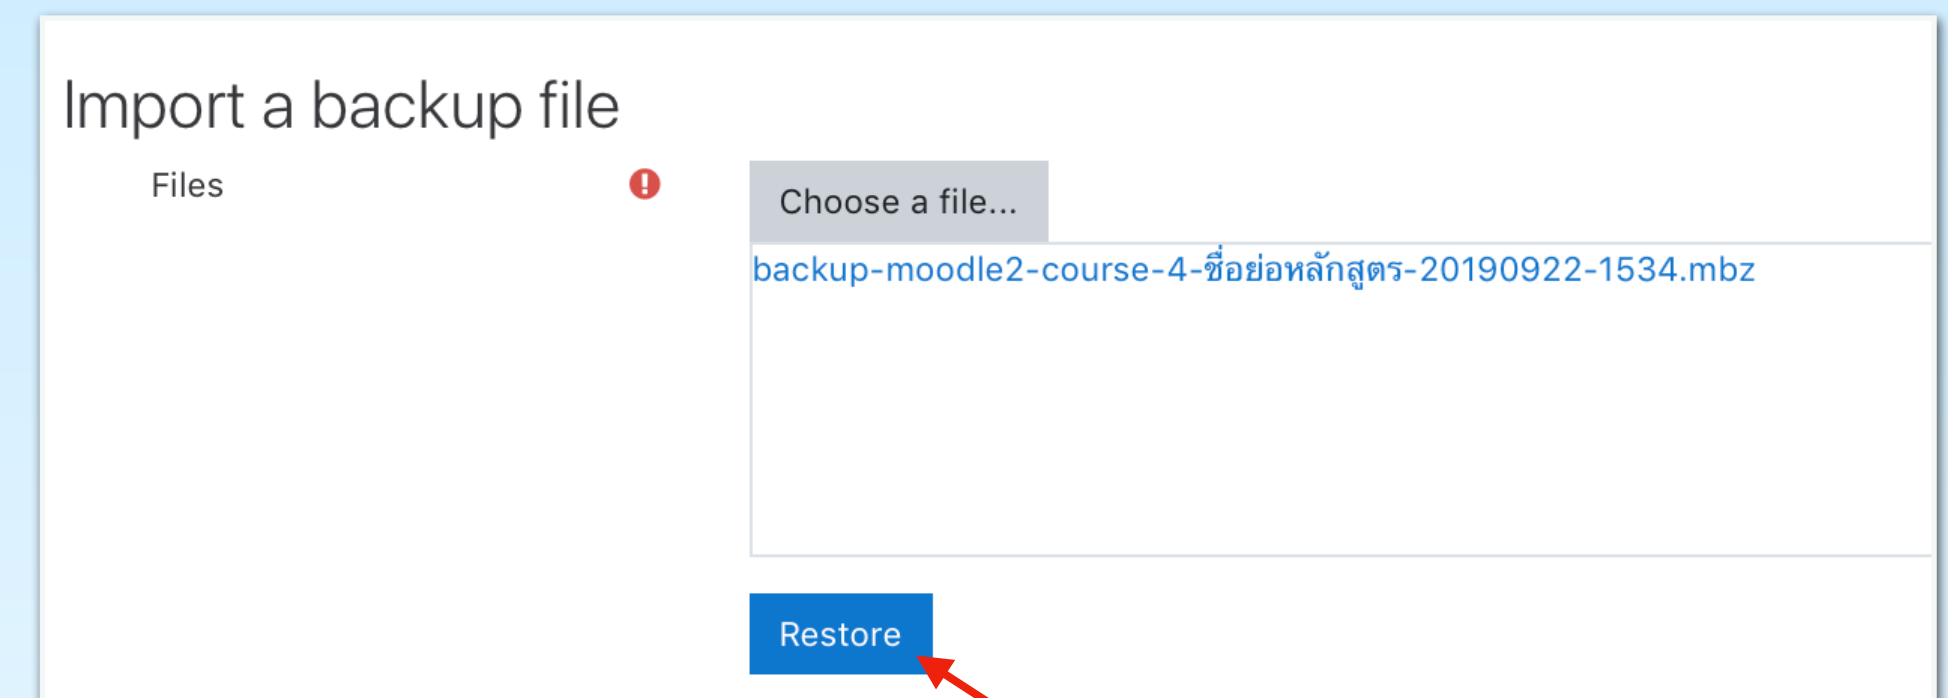 Import a backup file
Files
Choose a file...
backup-moodle2-course-4-ชื่อย่อหลักสูตร-20190922-1534.mbz
Restore